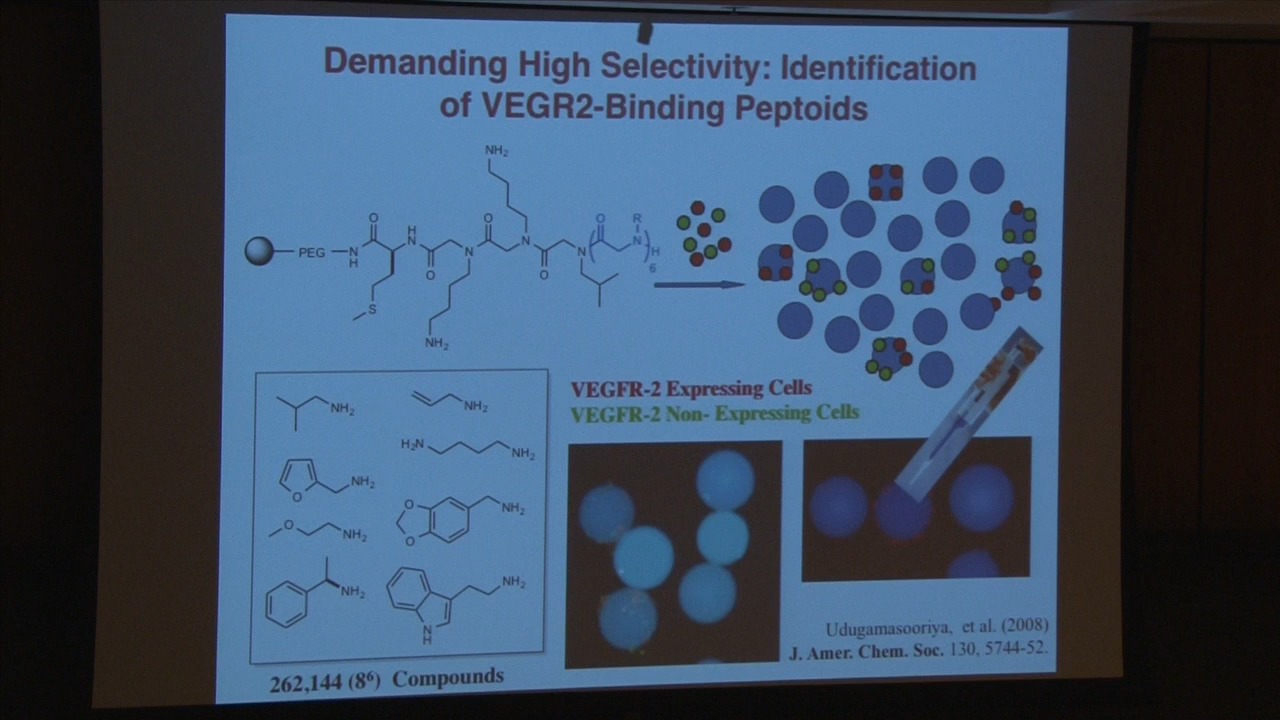 Demanding High Selectivity: Identification
of VEGR2-Binding Peptoids
NH₂
O
H
N
O
O
R
PEG
N
H
N
O
N
O
N
N
H
6
S
NH₂
VEGFR-2 Expressing Cells
VEGFR-2 Non- Expressing Cells
NH₂
NH₂
H₂N
NH₂
O
NH₂
O
NH₂
O
NH₂
O
NH₂
NH₂
N
H
262,144 (8⁶) Compounds
Udugamasooriya, et al. (2008)
J. Amer. Chem. Soc. 130, 5744-52.